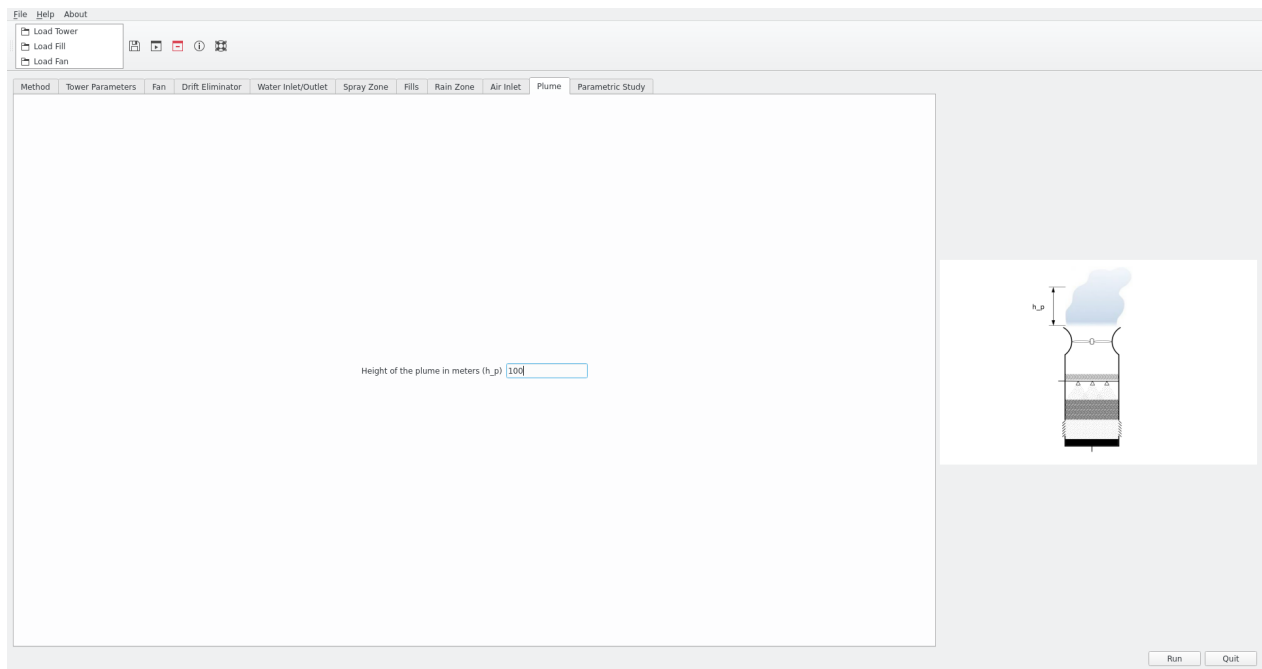 File Help About
Load Tower
Load Fill
Load Fan
Method Tower Parameters Fan Drift Eliminator Water Inlet/Outlet Spray Zone Fills Rain Zone Air Inlet Plume Parametric Study
h_p
Height of the plume in meters (h_p) 100
Run Quit